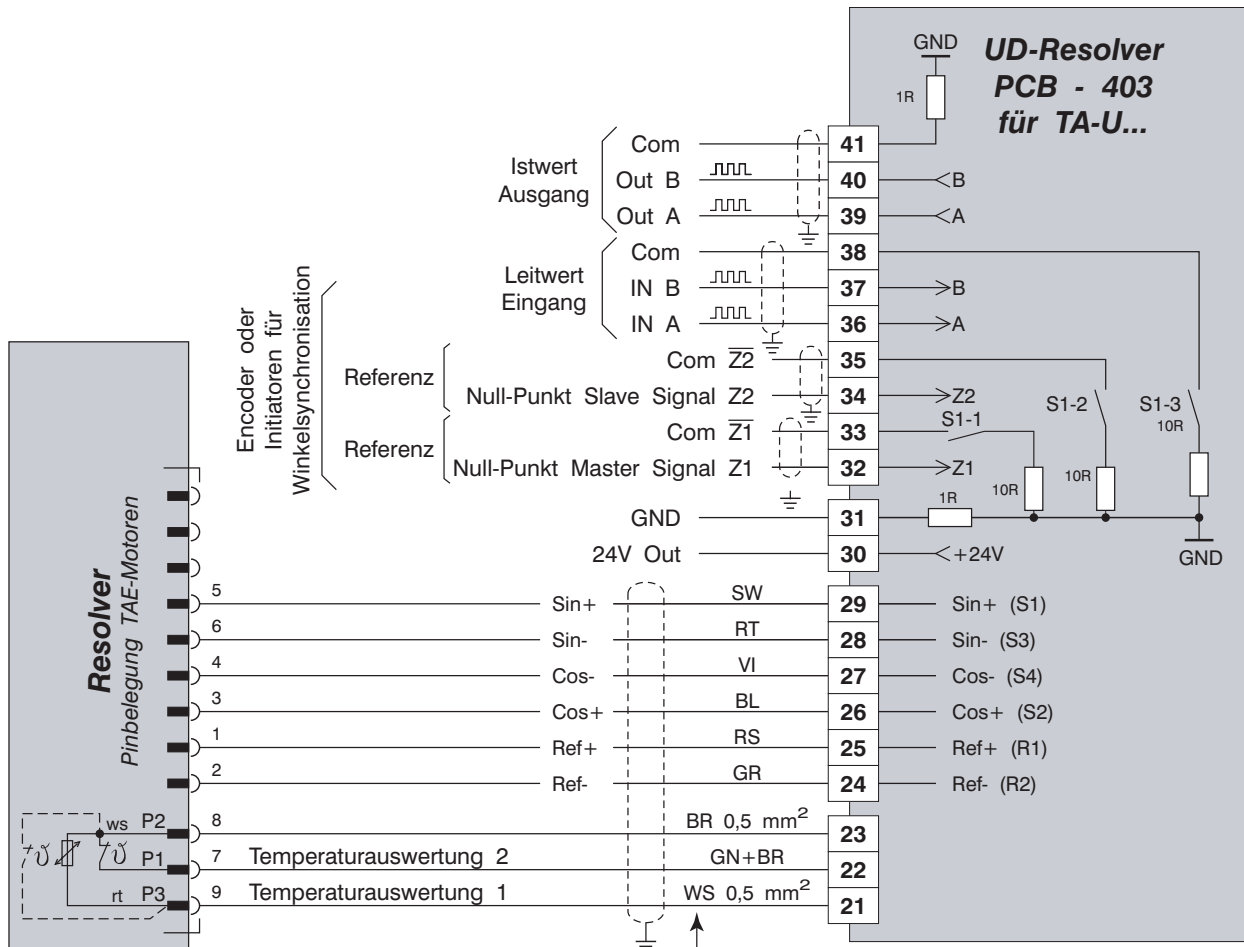 GND
UD-Resolver
PCB - 403
für TA-U...
1R
Istwert
Ausgang
Com 41
Out B 40 B
Out A 39 A
Leitwert
Eingang
Com 38
IN B 37 B
IN A 36 A
Encoder oder
Initiatoren für
Winkelsynchronisation
Referenz
Com Z2 35
Null-Punkt Slave Signal Z2 34 Z2
Referenz
Com Z1 33
Null-Punkt Master Signal Z1 32 Z1
S1-1
S1-2
S1-3
10R
10R
10R
GND 31 1R
GND
24V Out 30 +24V
Resolver
Pinbelegung TAE-Motoren
5 Sin+ SW 29 Sin+ (S1)
6 Sin- RT 28 Sin- (S3)
4 Cos- VI 27 Cos- (S4)
3 Cos+ BL 26 Cos+ (S2)
1 Ref+ RS 25 Ref+ (R1)
2 Ref- GR 24 Ref- (R2)
ws P2 8 BR 0,5 mm² 23
ϑ ϑ P1 7 Temperaturauswertung 2 GN+BR 22
rt P3 9 Temperaturauswertung 1 WS 0,5 mm² 21